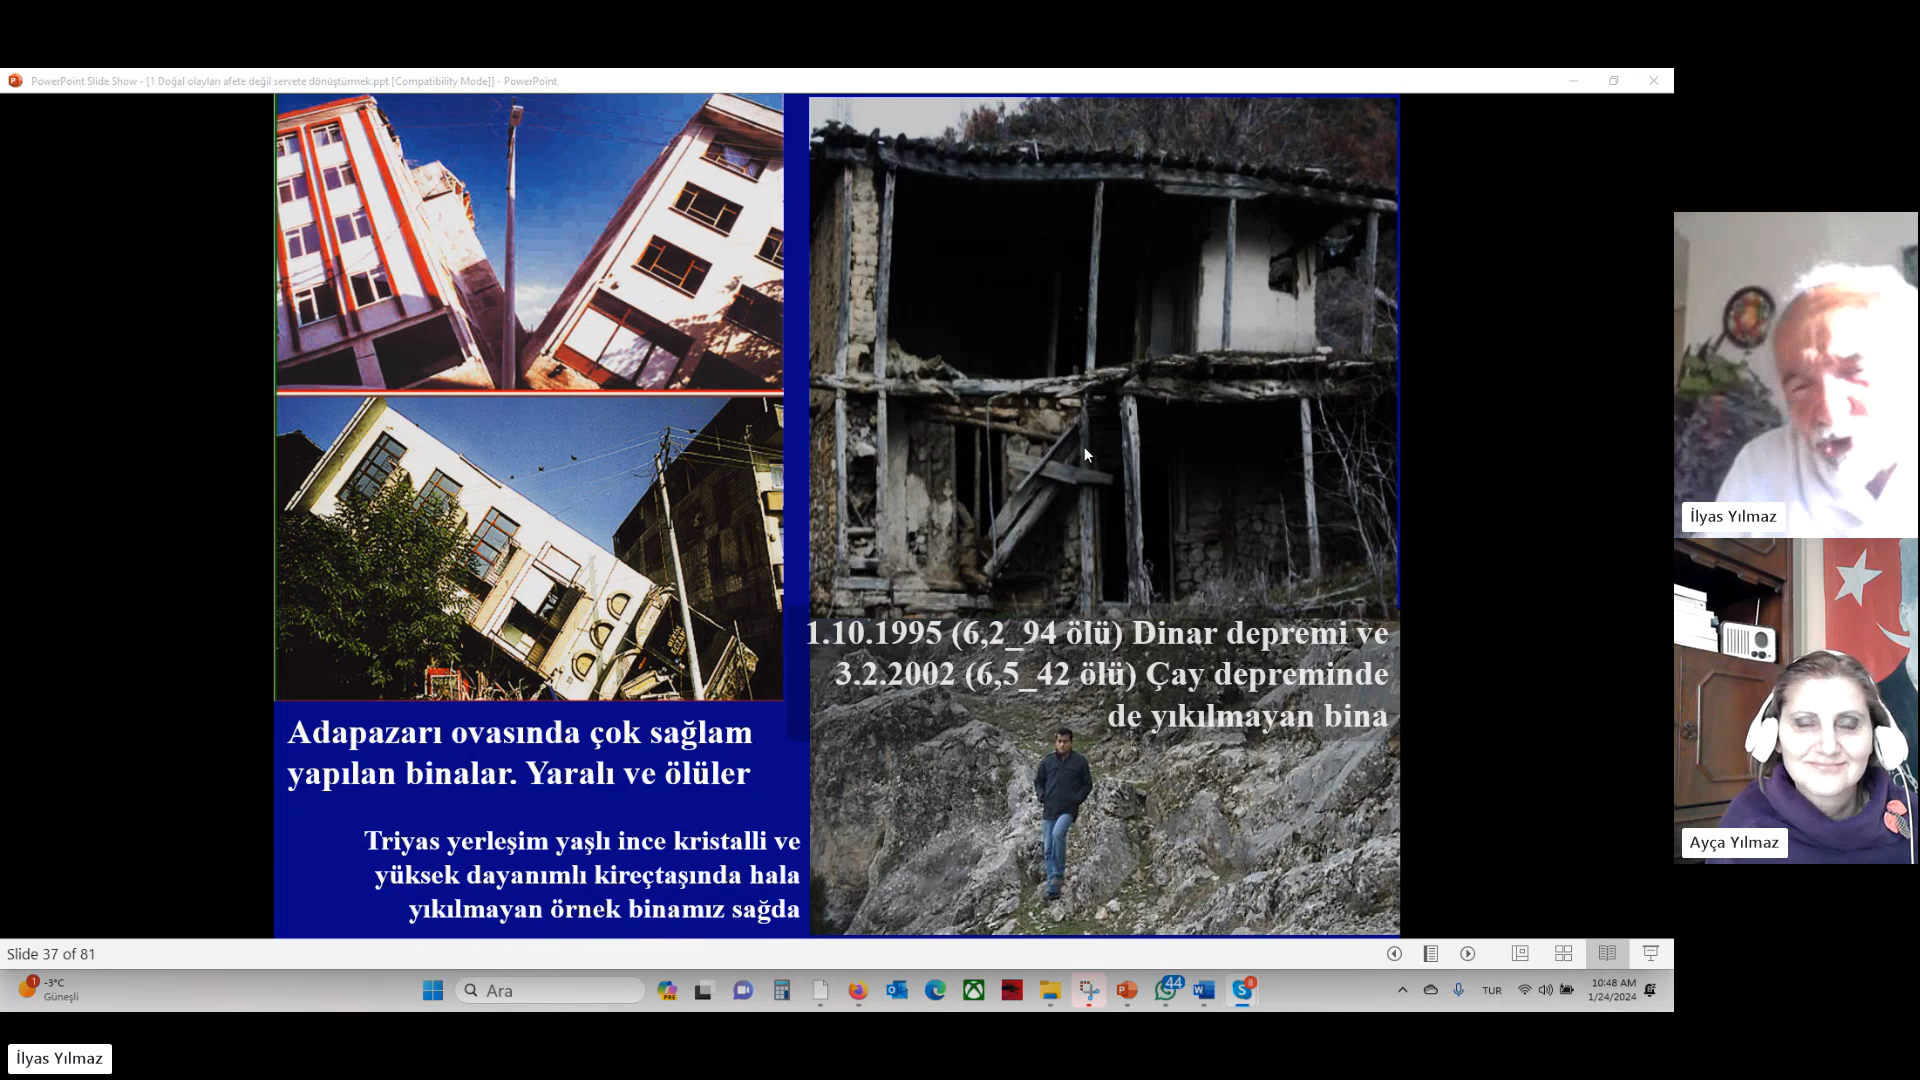 PowerPoint Slide Show - [1 Doğal olayları afete değil servete dönüştürmek.ppt [Compatibility Mode]] - PowerPoint
1.10.1995 (6,2_94 ölü) Dinar depremi ve
3.2.2002 (6,5_42 ölü) Çay depreminde
de yıkılmayan bina
Adapazarı ovasında çok sağlam
yapılan binalar. Yaralı ve ölüler
Triyas yerleşim yaşlı ince kristalli ve
yüksek dayanımlı kireçtaşında hala
yıkılmayan örnek binamız sağda
İlyas Yılmaz
Ayça Yılmaz
Slide 37 of 81
1
-3°C
Güneşli
Ara
PRE
44
8
TUR
10:48 AM
1/24/2024
İlyas Yılmaz